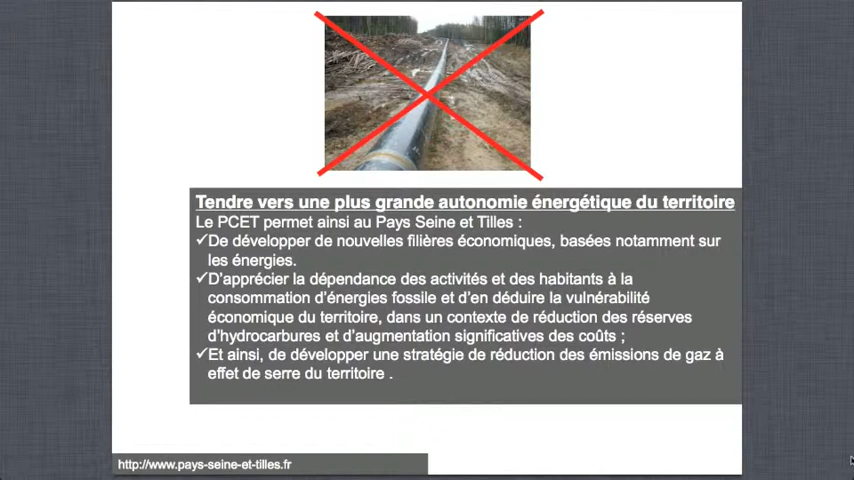 Tendre vers une plus grande autonomie énergétique du territoire
Le PCET permet ainsi au Pays Seine et Tilles :
✓De développer de nouvelles filières économiques, basées notamment sur
les énergies.
✓D'apprécier la dépendance des activités et des habitants à la
consommation d'énergies fossile et d'en déduire la vulnérabilité
économique du territoire, dans un contexte de réduction des réserves
d'hydrocarbures et d'augmentation significatives des coûts ;
✓Et ainsi, de développer une stratégie de réduction des émissions de gaz à
effet de serre du territoire .
http://www.pays-seine-et-tilles.fr